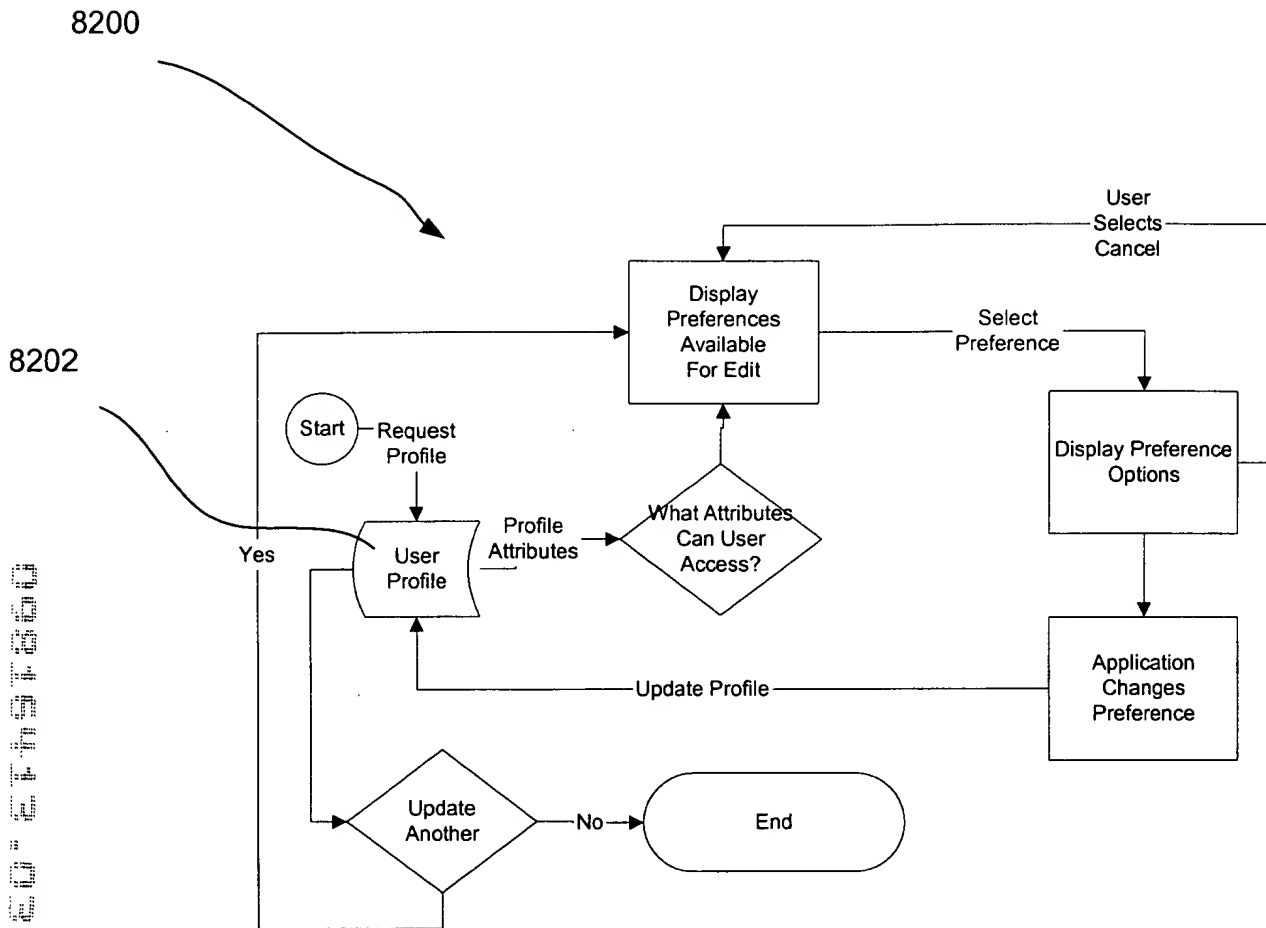 8200
User
Selects
Cancel
Display
Preferences
Available
For Edit
Select
Preference
8202
Start
Request
Profile
Display Preference
Options
What Attributes
Can User
Access?
Profile
Attributes
User
Profile
Yes
Application
Changes
Preference
Update Profile
Update
Another
No
End